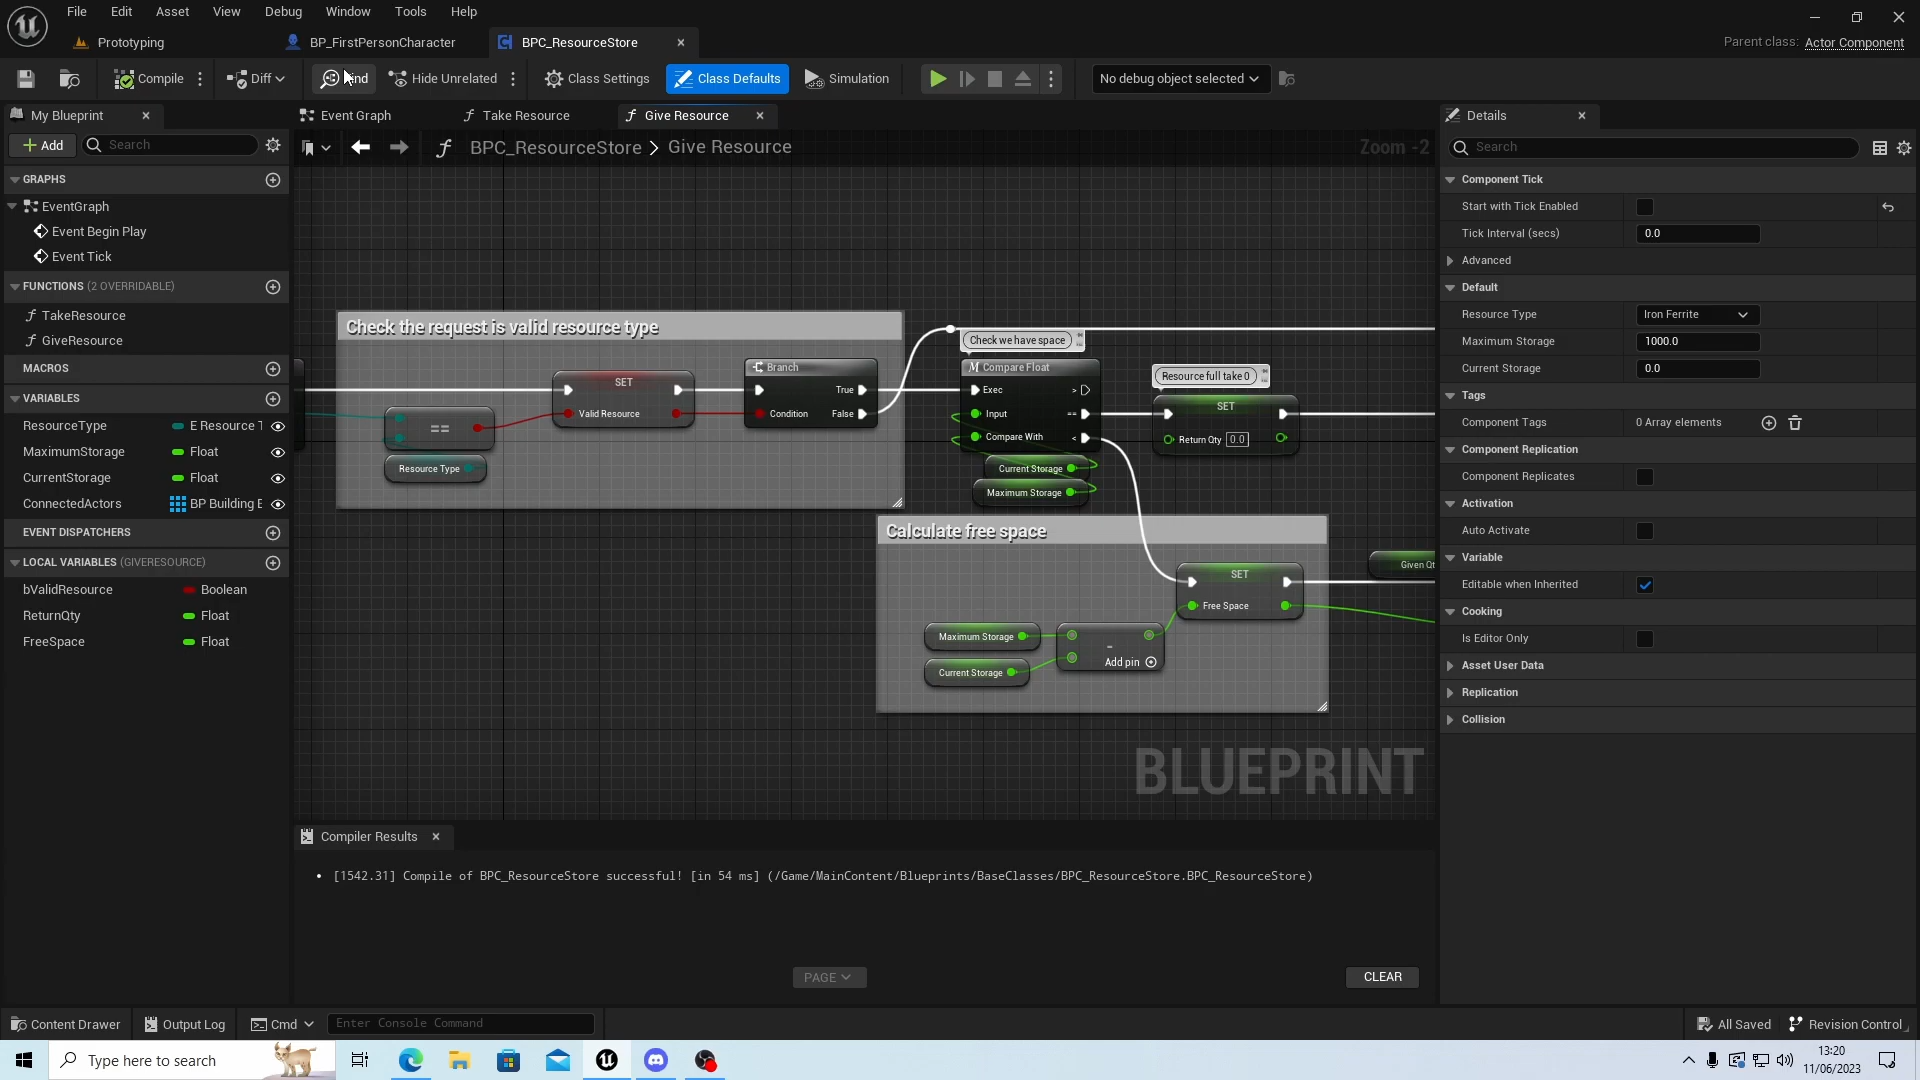 File Edit Asset View Debug Window Tools Help
Prototyping BP_FirstPersonCharacter BPC_ResourceStore
Parent class: Actor Component
Compile Diff Hide Unrelated Class Settings Class Defaults Simulation No debug object selected
My Blueprint Event Graph Take Resource Give Resource Details
Add Search BPC_ResourceStore > Give Resource Zoom -2 Search
GRAPHS
EventGraph
Event Begin Play
Event Tick
FUNCTIONS (2 OVERRIDABLE)
TakeResource
GiveResource
MACROS
VARIABLES
ResourceType E Resource T
MaximumStorage Float
CurrentStorage Float
ConnectedActors BP Building E
EVENT DISPATCHERS
LOCAL VARIABLES (GIVERESOURCE)
bValidResource Boolean
ReturnQty Float
FreeSpace Float
Check the request is valid resource type
==
Resource Type
SET
Valid Resource
Branch
True
Condition False
Check we have space
Compare Float
Exec >
Input ==
Compare With <
Current Storage
Maximum Storage
Resource full take 0
SET
Return Qty 0.0
Calculate free space
SET
Free Space
Maximum Storage
Current Storage
-
Add pin
Given Qt
BLUEPRINT
Component Tick
Start with Tick Enabled
Tick Interval (secs) 0.0
Advanced
Default
Resource Type Iron Ferrite
Maximum Storage 1000.0
Current Storage 0.0
Tags
Component Tags 0 Array elements
Component Replication
Component Replicates
Activation
Auto Activate
Variable
Editable when Inherited
Cooking
Is Editor Only
Asset User Data
Replication
Collision
Compiler Results
[1542.31] Compile of BPC_ResourceStore successful! [in 54 ms] (/Game/MainContent/Blueprints/BaseClasses/BPC_ResourceStore.BPC_ResourceStore)
PAGE CLEAR
Content Drawer Output Log Cmd Enter Console Command All Saved Revision Control
Type here to search
13:20
11/06/2023